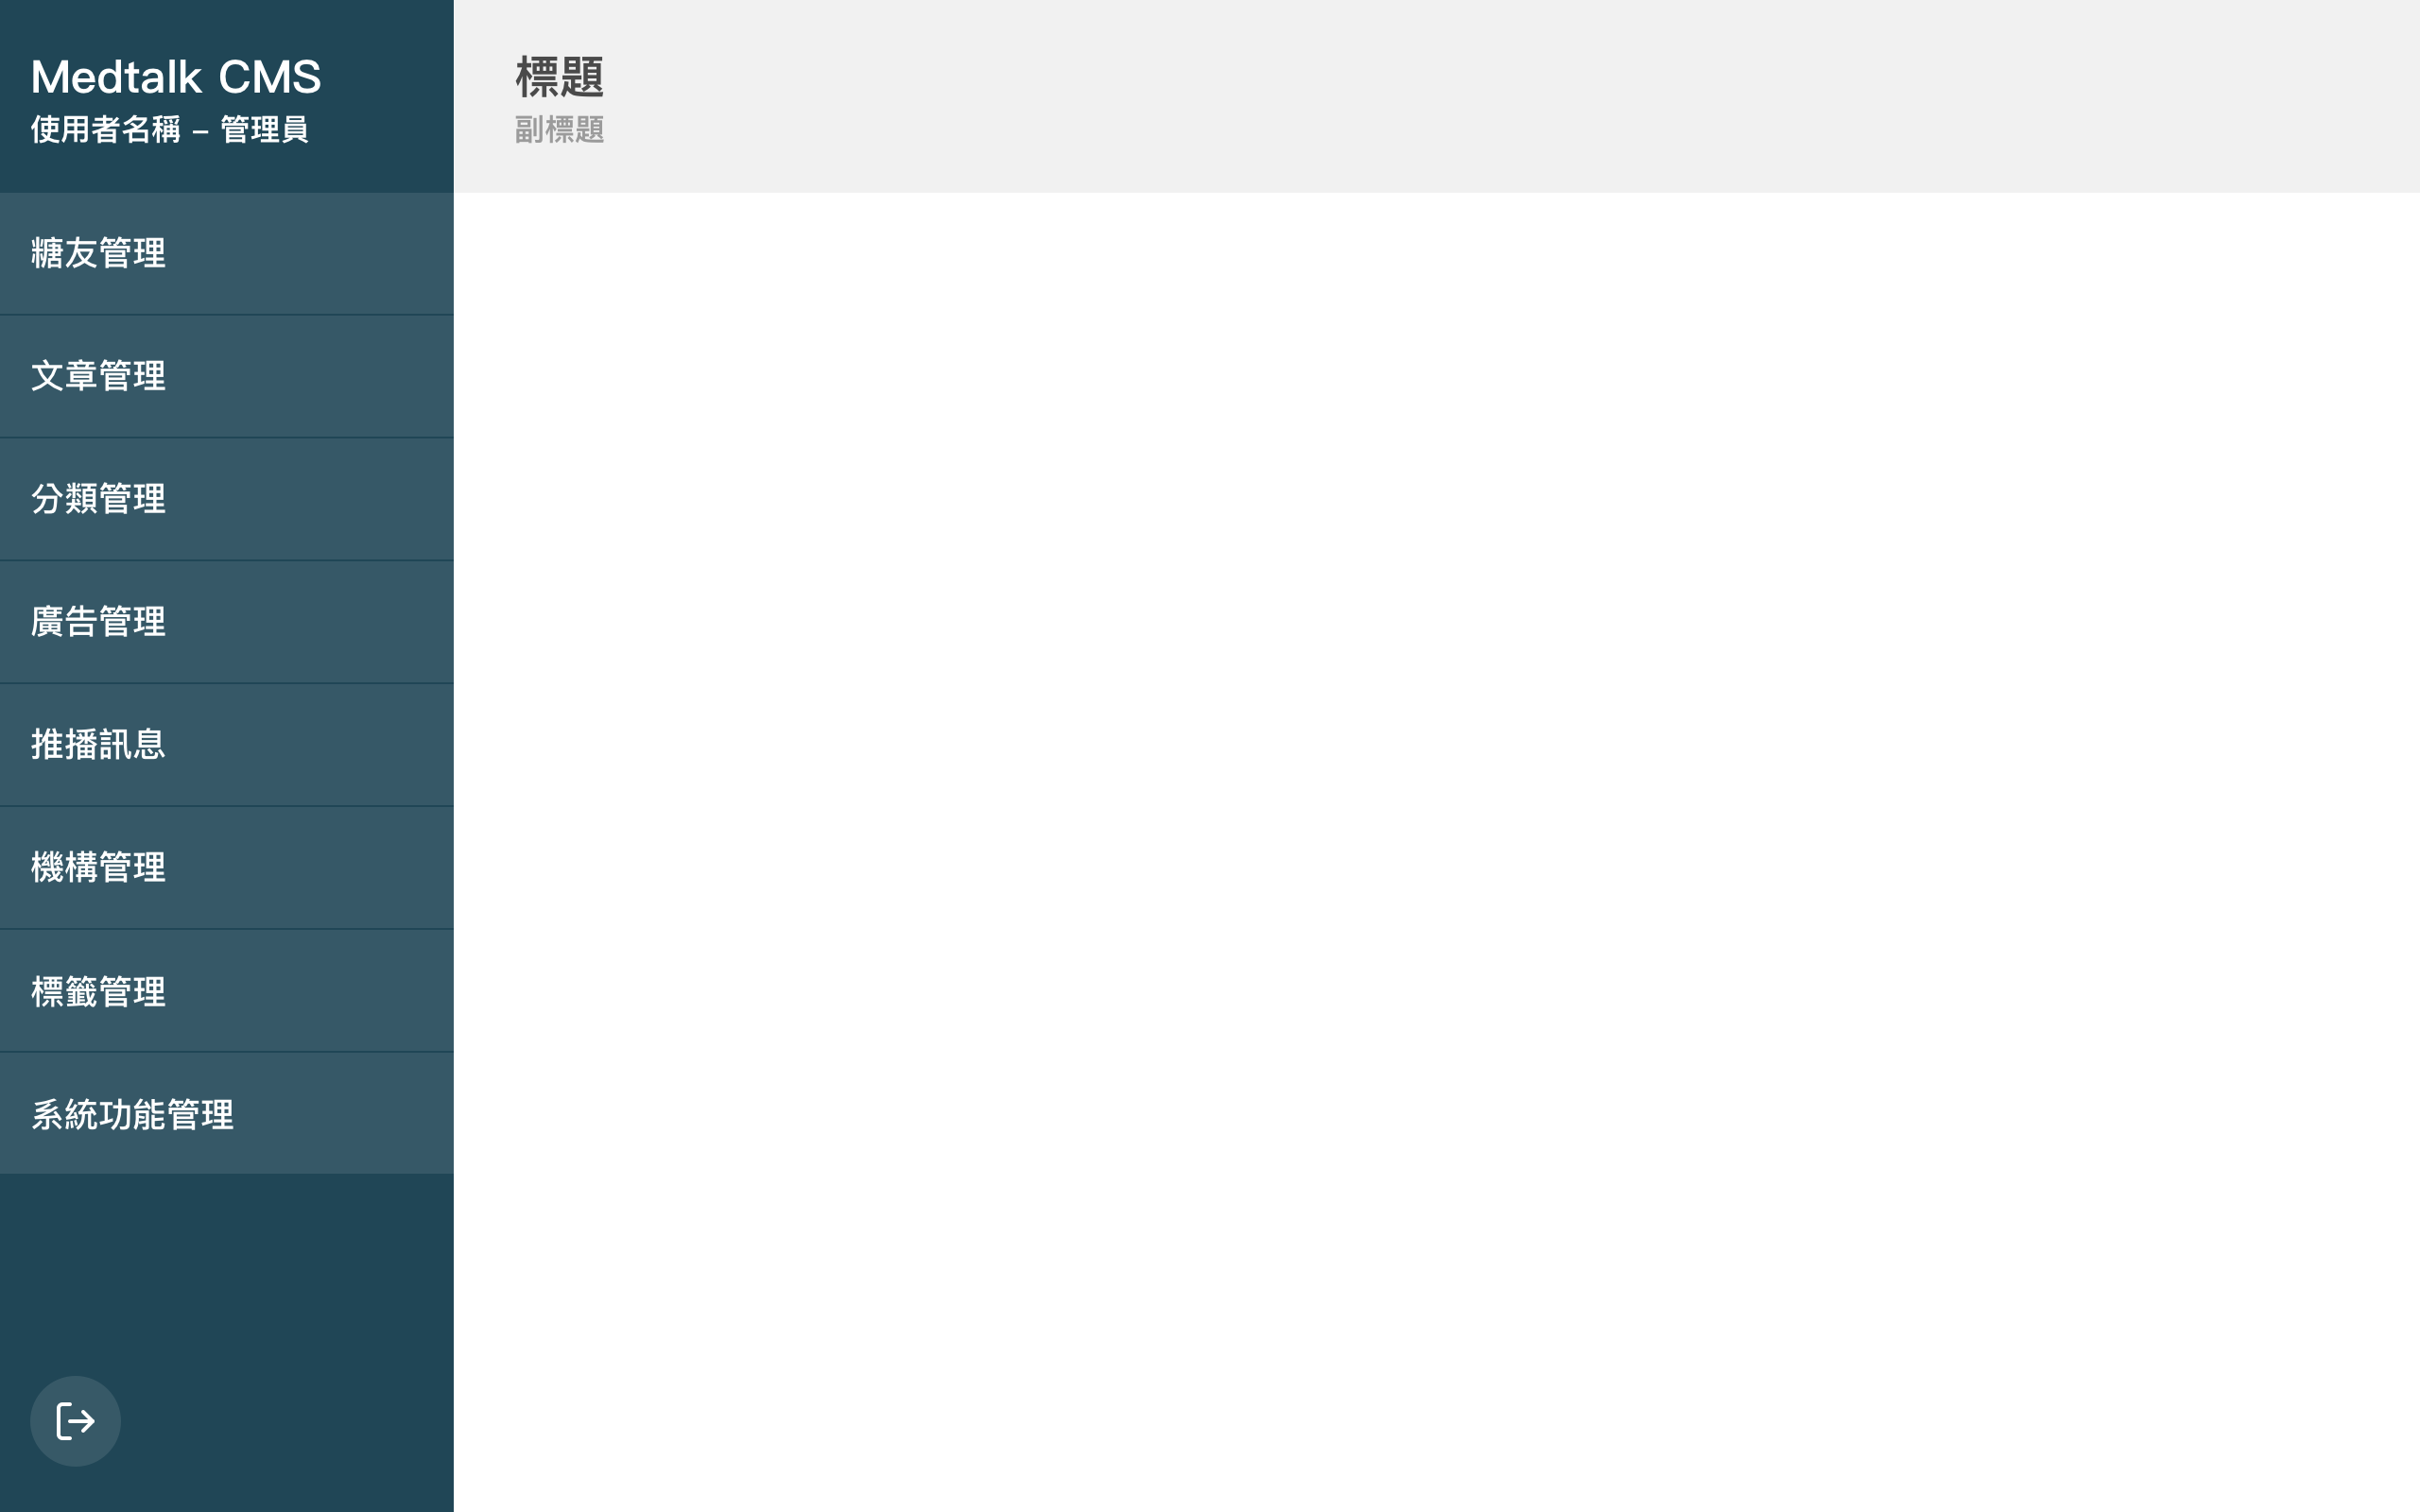 Medtalk CMS
使用者名稱 – 管理員
糖友管理
文章管理
分類管理
廣告管理
推播訊息
機構管理
標籤管理
系統功能管理
標題
副標題